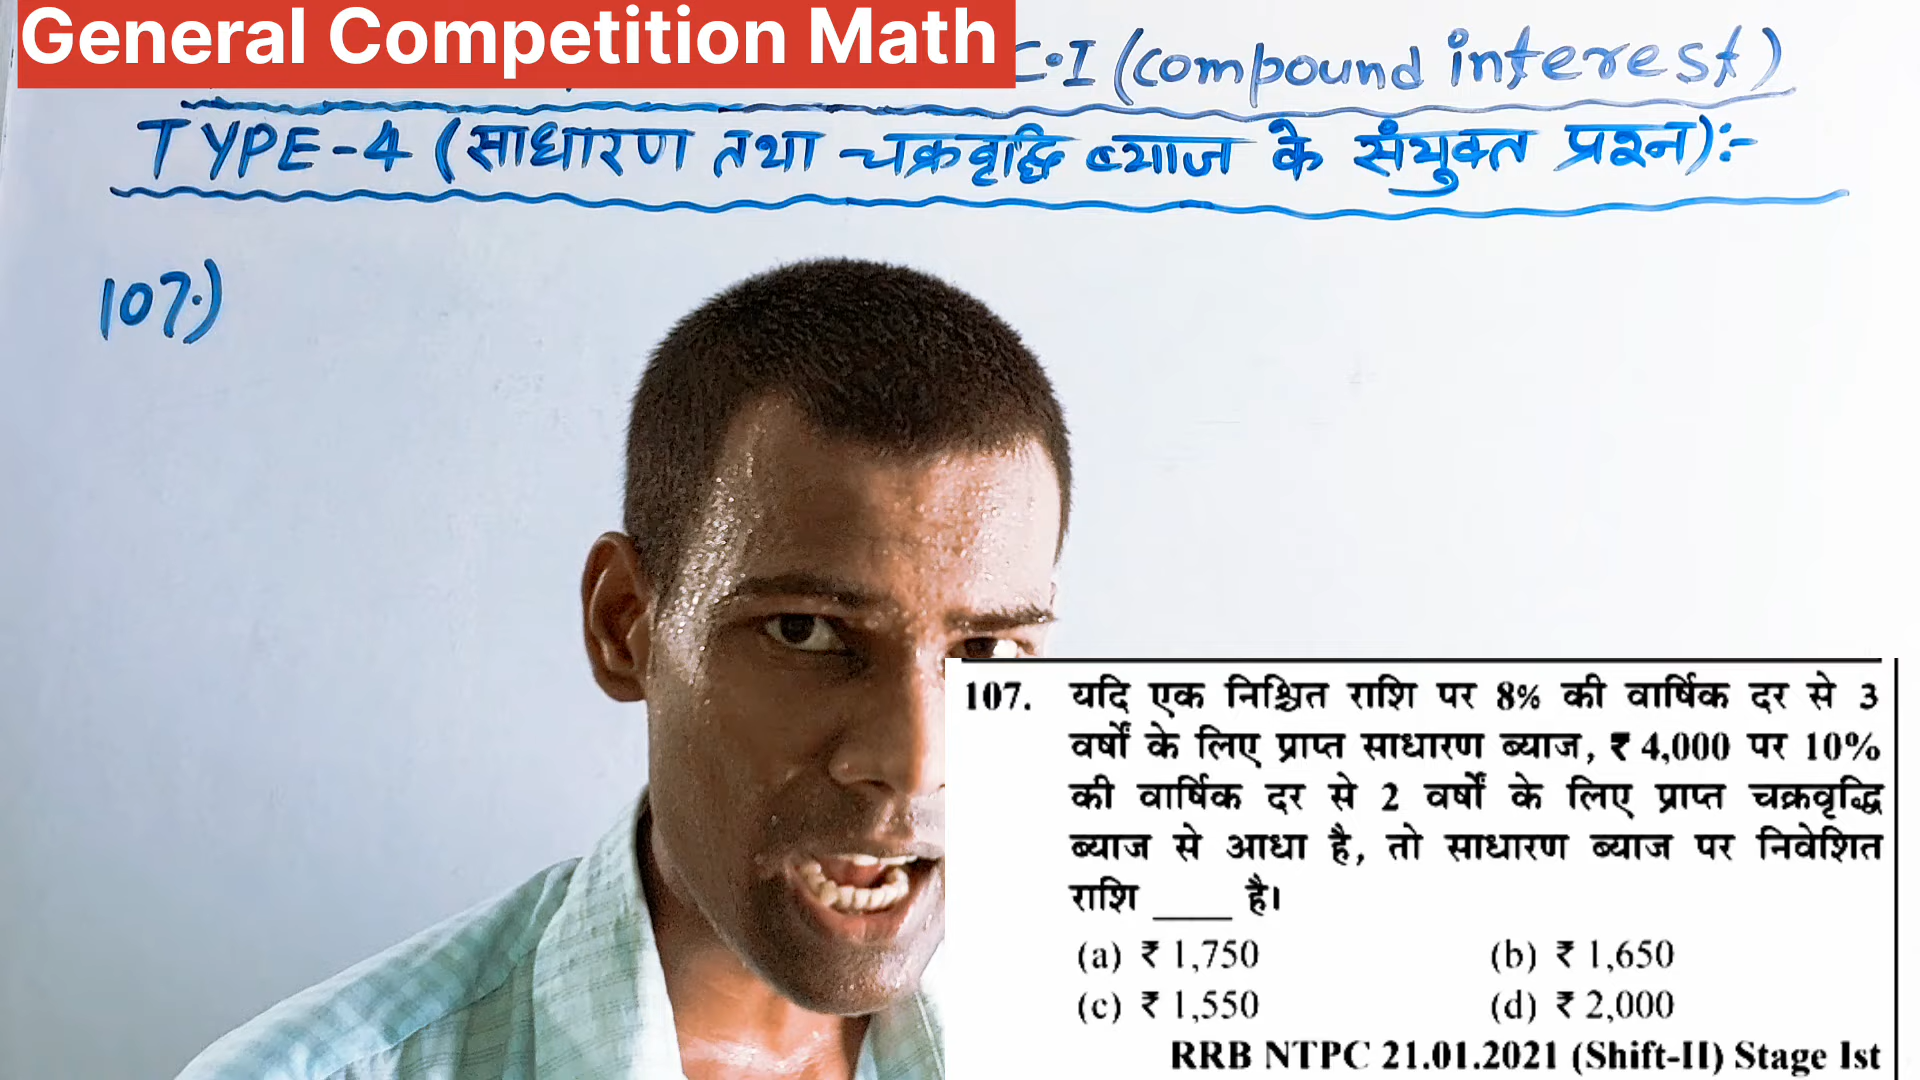 General Competition Math
C.I (compound interest)
TYPE-4 (साधारण तथा चक्रवृद्धि ब्याज के संयुक्त प्रश्न):-
107.)
107. यदि एक निश्चित राशि पर 8% की वार्षिक दर से 3
वर्षों के लिए प्राप्त साधारण ब्याज, ₹ 4,000 पर 10%
की वार्षिक दर से 2 वर्षों के लिए प्राप्त चक्रवृद्धि
ब्याज से आधा है, तो साधारण ब्याज पर निवेशित
राशि ____ है।
(a) ₹ 1,750 (b) ₹ 1,650
(c) ₹ 1,550 (d) ₹ 2,000
RRB NTPC 21.01.2021 (Shift-II) Stage Ist